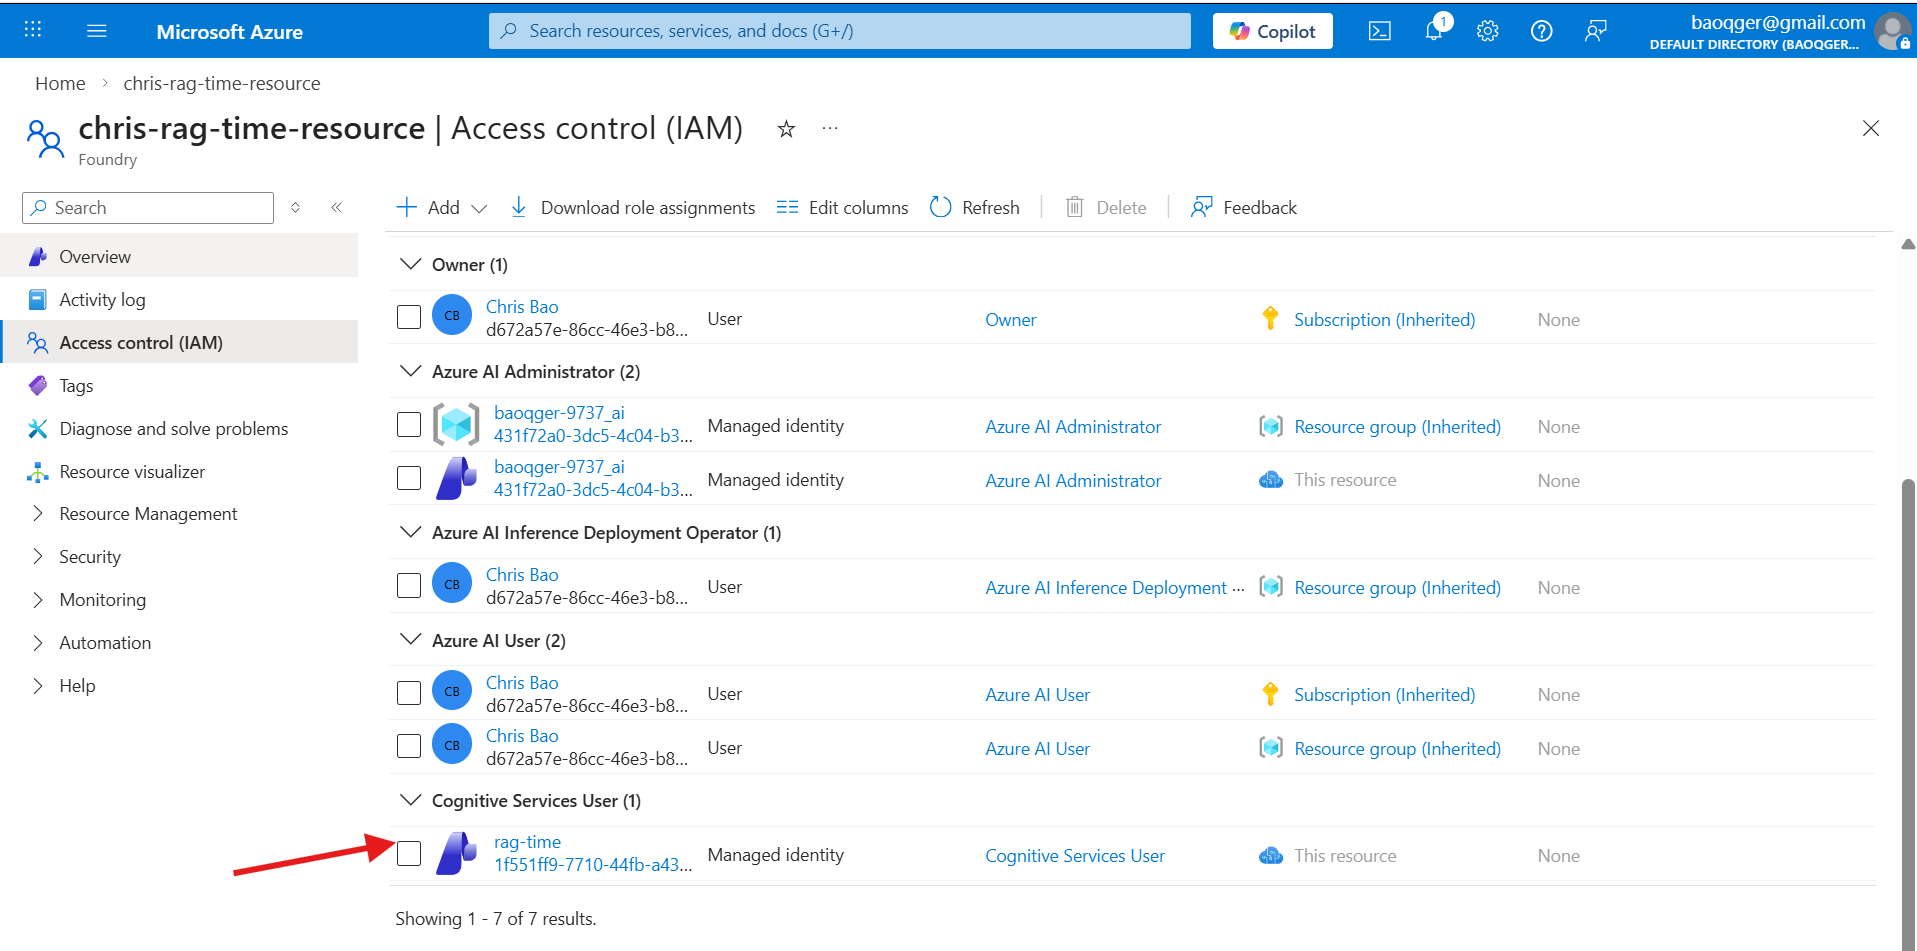 Microsoft Azure
Search resources, services, and docs (G+/)
Copilot
1
baoqger@gmail.com
DEFAULT DIRECTORY (BAOQGER...
Home > chris-rag-time-resource
chris-rag-time-resource | Access control (IAM)
Foundry
Search
Add
Download role assignments
Edit columns
Refresh
Delete
Feedback
Overview
Activity log
Access control (IAM)
Tags
Diagnose and solve problems
Resource visualizer
Resource Management
Security
Monitoring
Automation
Help
Owner (1)
CB
Chris Bao
d672a57e-86cc-46e3-b8...
User
Owner
Subscription (Inherited)
None
Azure AI Administrator (2)
baoqger-9737_ai
431f72a0-3dc5-4c04-b3...
Managed identity
Azure AI Administrator
Resource group (Inherited)
None
baoqger-9737_ai
431f72a0-3dc5-4c04-b3...
Managed identity
Azure AI Administrator
This resource
None
Azure AI Inference Deployment Operator (1)
CB
Chris Bao
d672a57e-86cc-46e3-b8...
User
Azure AI Inference Deployment ...
Resource group (Inherited)
None
Azure AI User (2)
CB
Chris Bao
d672a57e-86cc-46e3-b8...
User
Azure AI User
Subscription (Inherited)
None
CB
Chris Bao
d672a57e-86cc-46e3-b8...
User
Azure AI User
Resource group (Inherited)
None
Cognitive Services User (1)
rag-time
1f551ff9-7710-44fb-a43...
Managed identity
Cognitive Services User
This resource
None
Showing 1 - 7 of 7 results.